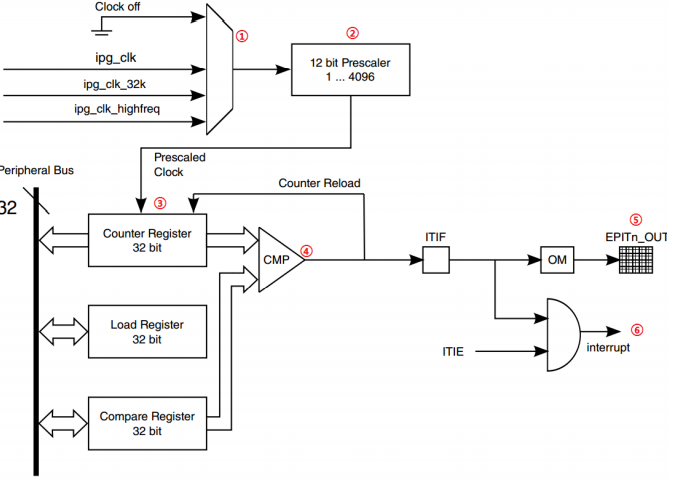 Clock off
①
②
ipg_clk
12 bit Prescaler
1 ... 4096
ipg_clk_32k
ipg_clk_highfreq
Prescaled
Clock
Peripheral Bus
Counter Reload
32
③
⑤
Counter Register
32 bit
ITIF
EPITn_OUT
④
CMP
OM
Load Register
32 bit
ITIE
⑥
interrupt
Compare Register
32 bit